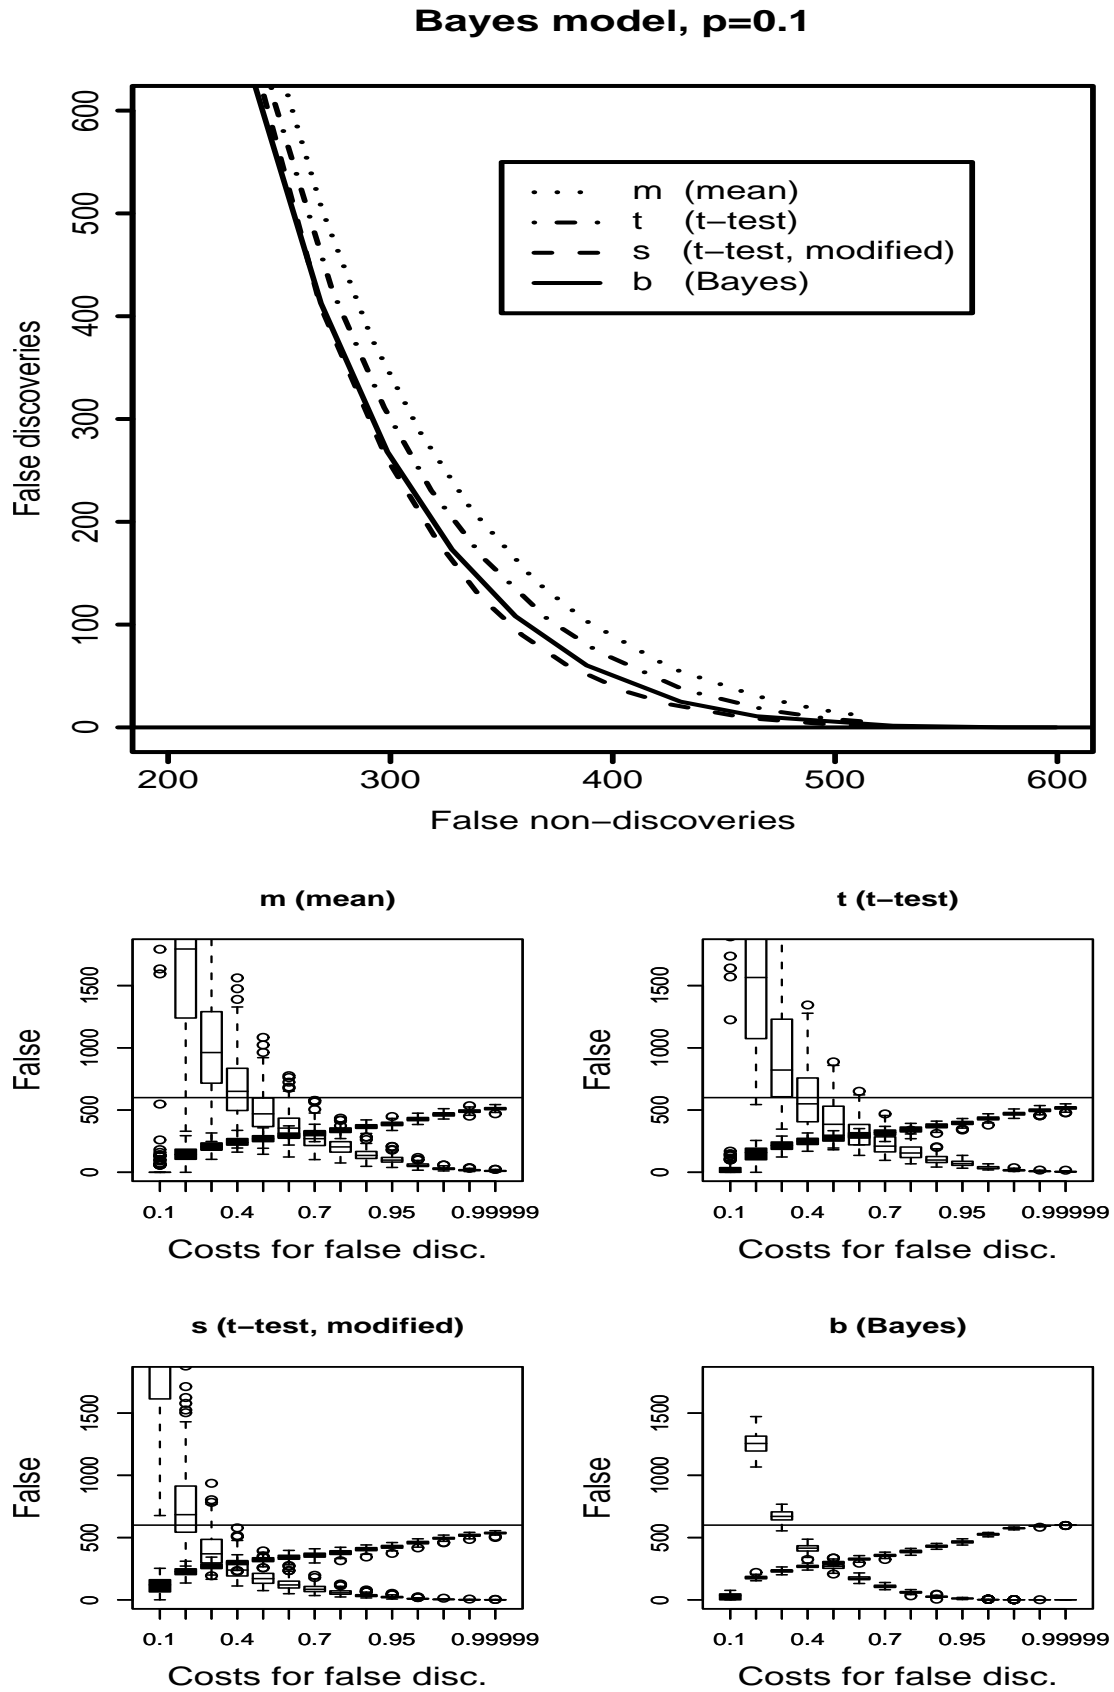 Bayes model, p=0.1
600
500
400
300
200
100
0
False discoveries
m (mean)
t (t−test)
s (t−test, modified)
b (Bayes)
200 300 400 500 600
False non−discoveries
m (mean)
1500
1000
500
0
False
0.1 0.4 0.7 0.95 0.99999
Costs for false disc.
t (t−test)
1500
1000
500
0
False
0.1 0.4 0.7 0.95 0.99999
Costs for false disc.
s (t−test, modified)
1500
1000
500
0
False
0.1 0.4 0.7 0.95 0.99999
Costs for false disc.
b (Bayes)
1500
1000
500
0
False
0.1 0.4 0.7 0.95 0.99999
Costs for false disc.